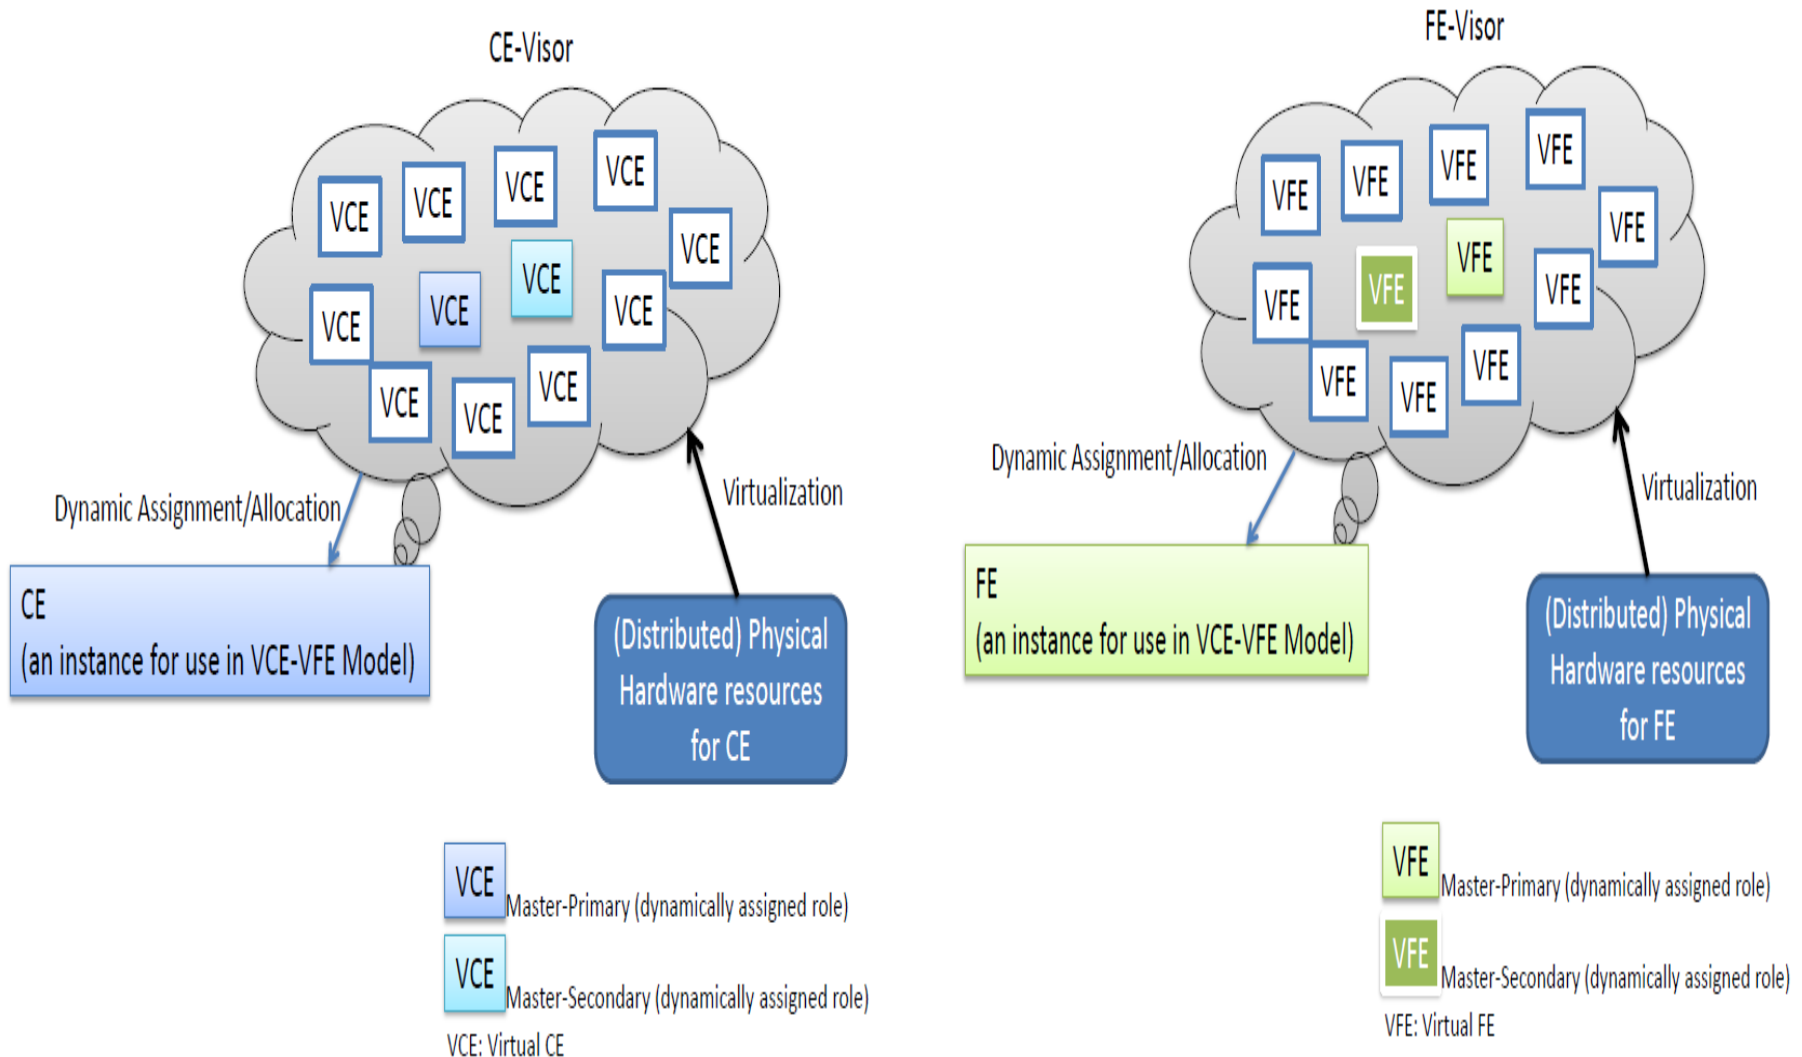 CE-Visor
VCE
VCE
VCE
VCE
VCE
VCE
VCE
VCE
VCE
VCE
VCE
VCE
Dynamic Assignment/Allocation
Virtualization
CE
(an instance for use in VCE-VFE Model)
(Distributed) Physical
Hardware resources
for CE
VCE
Master-Primary (dynamically assigned role)
VCE
Master-Secondary (dynamically assigned role)
VCE: Virtual CE
FE-Visor
VFE
VFE
VFE
VFE
VFE
VFE
VFE
VFE
VFE
VFE
VFE
VFE
Dynamic Assignment/Allocation
Virtualization
FE
(an instance for use in VCE-VFE Model)
(Distributed) Physical
Hardware resources
for FE
VFE
Master-Primary (dynamically assigned role)
VFE
Master-Secondary (dynamically assigned role)
VFE: Virtual FE